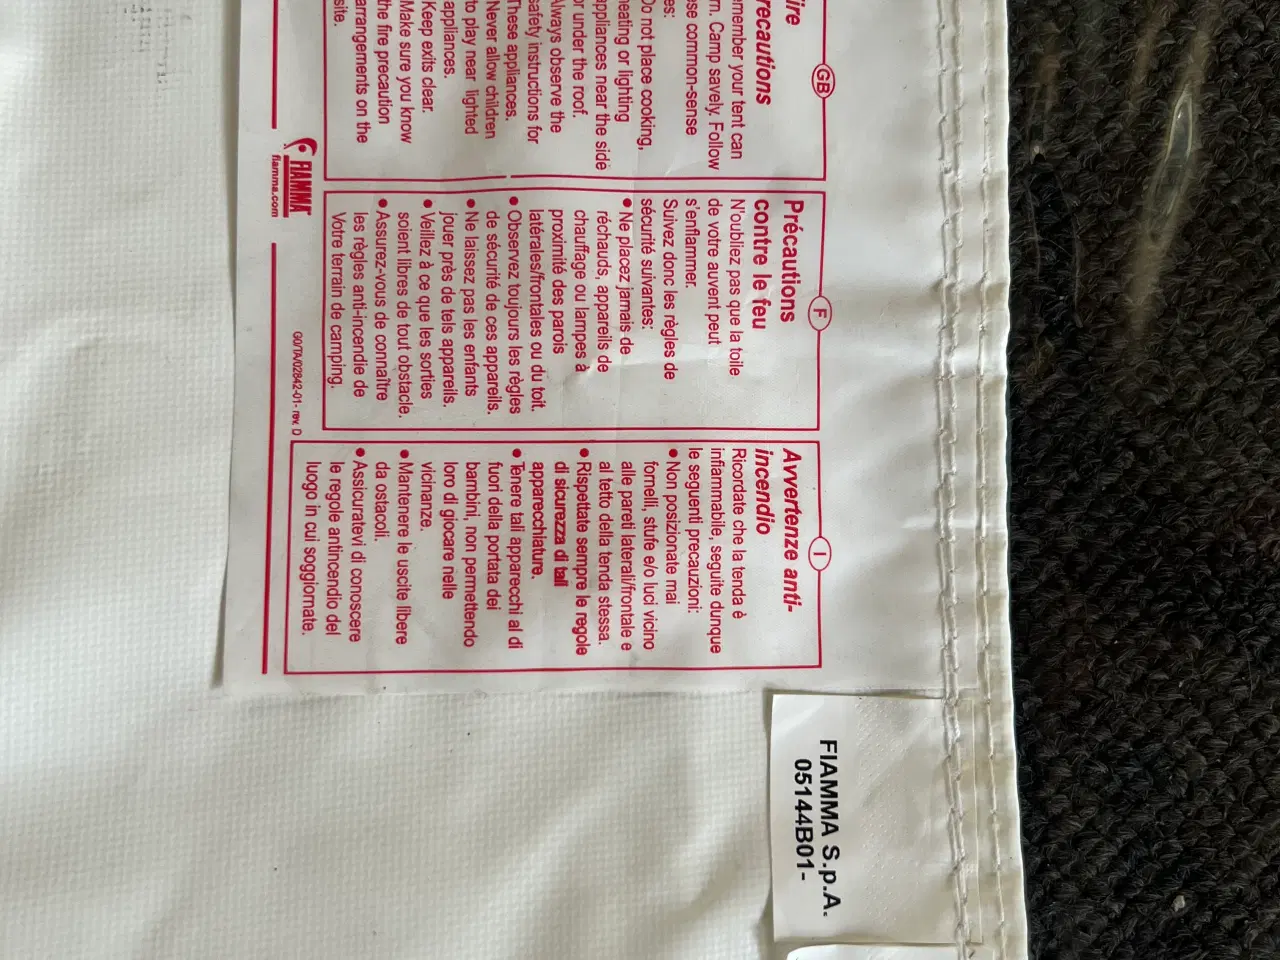 GB
recautions
emember your tent can
n. Camp savely. Follow
se common-sense
es:
Do not place cooking,
heating or lighting
appliances near the side
or under the roof.
Always observe the
safety instructions for
These appliances.
Never allow children
to play near lighted
appliances.
Keep exits clear.
Make sure you know
the fire precaution
arrangements on the
site.
F
Précautions
contre le feu
N'oubliez pas que la toile
de votre auvent peut
s'enflammer.
Suivez donc les règles de
sécurité suivantes:
• Ne placez jamais de
réchauds, appareils de
chauffage ou lampes à
proximité des parois
latérales/frontales ou du toit.
• Observez toujours les règles
de sécurité de ces appareils.
• Ne laissez pas les enfants
jouer près de tels appareils.
• Veillez à ce que les sorties
soient libres de tout obstacle.
• Assurez-vous de connaître
les règles anti-incendie de
Votre terrain de camping.
I
Avvertenze anti-
incendio
Ricordate che la tenda è
infiammabile, seguite dunque
le seguenti precauzioni:
• Non posizionate mai
fornelli, stufe e/o luci vicino
alle pareti laterali/frontale e
al tetto della tenda stessa.
• Rispettate sempre le regole
di sicurezza di tali
apparecchiature.
• Tenere tali apparecchi al di
fuori della portata dei
bambini, non permettendo
loro di giocare nelle
vicinanze.
• Mantenere le uscite libere
da ostacoli.
• Assicuratevi di conoscere
le regole antincendio del
luogo in cui soggiornate.
FIAMMA
fiamma.com
GO/TA/02842-01- rev. D
FIAMMA S.p.A.
05144B01-